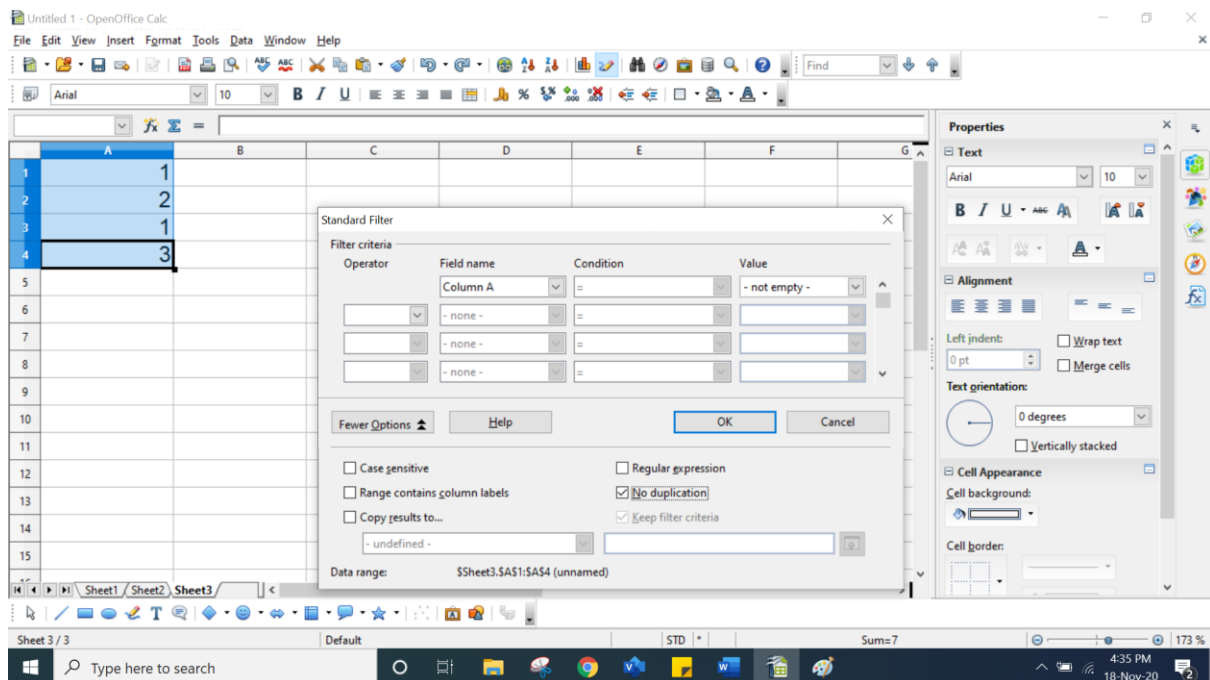 Untitled 1 - OpenOffice Calc
File Edit View Insert Format Tools Data Window Help
Find
Arial 10 B I U
fx Σ =
A B C D E F G
1 1
2 2
3 1
4 3
5
6
7
8
9
10
11
12
13
14
15
Standard Filter
Filter criteria
Operator Field name Condition Value
Column A = - not empty -
- none - =
- none - =
- none - =
Fewer Options Help OK Cancel
Case sensitive Regular expression
Range contains column labels No duplication
Copy results to... Keep filter criteria
- undefined -
Data range: $Sheet3.$A$1:$A$4 (unnamed)
Properties
Text
Arial 10
B I U ABC A
Alignment
Left indent: Wrap text
0 pt Merge cells
Text orientation:
0 degrees
Vertically stacked
Cell Appearance
Cell background:
Cell border:
Sheet1 Sheet2 Sheet3
Sheet 3 / 3 Default STD * Sum=7 173 %
Type here to search
4:35 PM
18-Nov-20
2